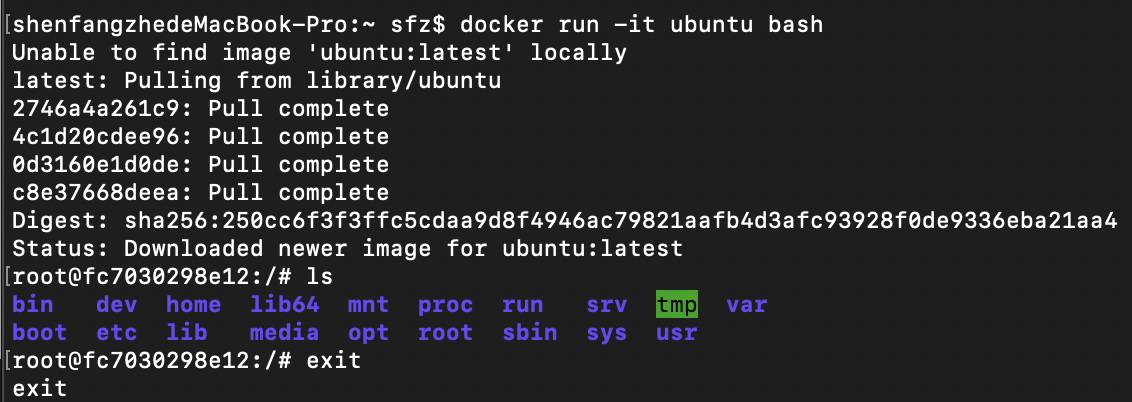 shenfangzhedeMacBook-Pro:~ sfz$ docker run -it ubuntu bash
Unable to find image 'ubuntu:latest' locally
latest: Pulling from library/ubuntu
2746a4a261c9: Pull complete
4c1d20cdee96: Pull complete
0d3160e1d0de: Pull complete
c8e37668deea: Pull complete
Digest: sha256:250cc6f3f3ffc5cdaa9d8f4946ac79821aafb4d3afc93928f0de9336eba21aa4
Status: Downloaded newer image for ubuntu:latest
root@fc7030298e12:/# ls
bin dev home lib64 mnt proc run srv tmp var
boot etc lib media opt root sbin sys usr
root@fc7030298e12:/# exit
exit